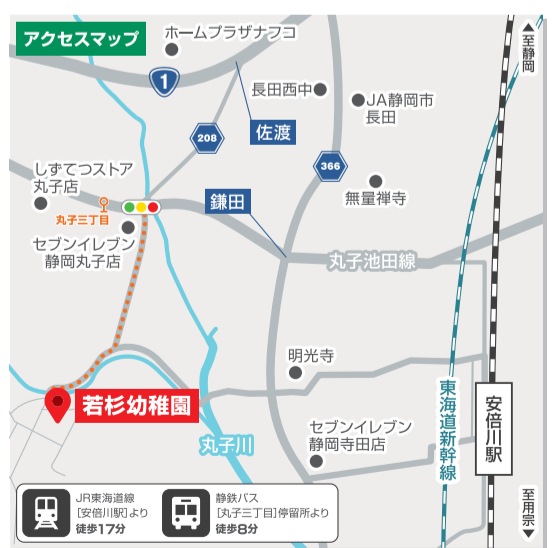 アクセスマップ
ホームプラザナフコ
▲至静岡
1
長田西中
JA静岡市
長田
208
佐渡
366
しずてつストア
丸子店
無量禅寺
鎌田
丸子三丁目
セブンイレブン
静岡丸子店
丸子池田線
明光寺
東海道新幹線
安倍川駅
若杉幼稚園
セブンイレブン
静岡寺田店
丸子川
JR東海道線
[安倍川駅]より
徒歩17分
静鉄バス
[丸子三丁目]停留所より
徒歩8分
至用宗▼